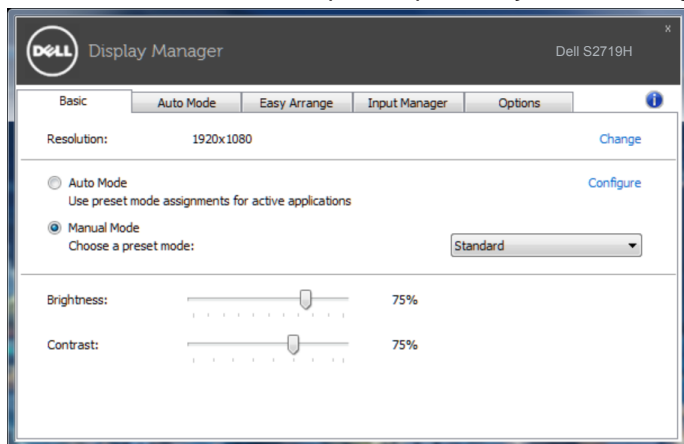 DELL Display Manager Dell S2719H x
Basic Auto Mode Easy Arrange Input Manager Options i
Resolution: 1920x1080 Change
Auto Mode Configure
Use preset mode assignments for active applications
Manual Mode
Choose a preset mode: Standard
Brightness: 75%
Contrast: 75%